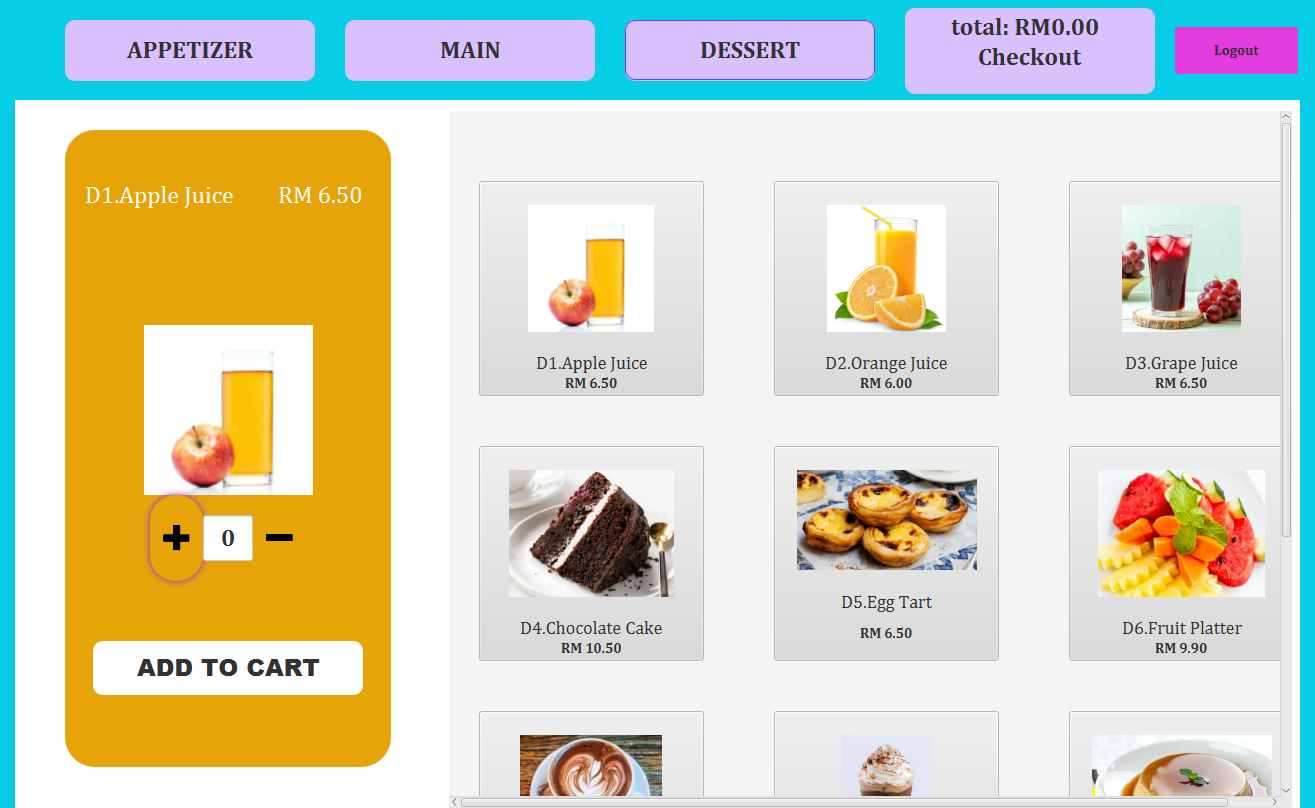 APPETIZER
MAIN
DESSERT
total: RM0.00
Checkout
Logout
D1.Apple Juice RM 6.50
0
ADD TO CART
D1.Apple Juice
RM 6.50
D2.Orange Juice
RM 6.00
D3.Grape Juice
RM 6.50
D4.Chocolate Cake
RM 10.50
D5.Egg Tart
RM 6.50
D6.Fruit Platter
RM 9.90